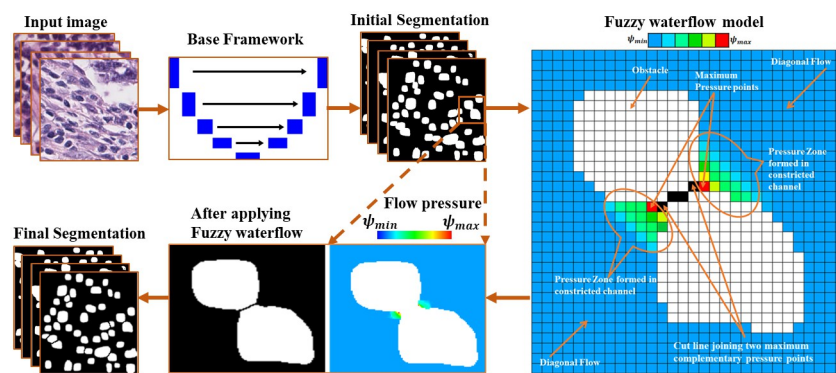 Input image
Base Framework
Initial Segmentation
Fuzzy waterflow model
ψmin
ψmax
Obstacle
Maximum
Pressure points
Diagonal Flow
Pressure Zone
formed in
constricted
channel
Pressure Zone formed in
constricted channel
Diagonal Flow
Cut line joining two maximum
complementary pressure points
Flow pressure
ψmin
ψmax
After applying
Fuzzy waterflow
Final Segmentation